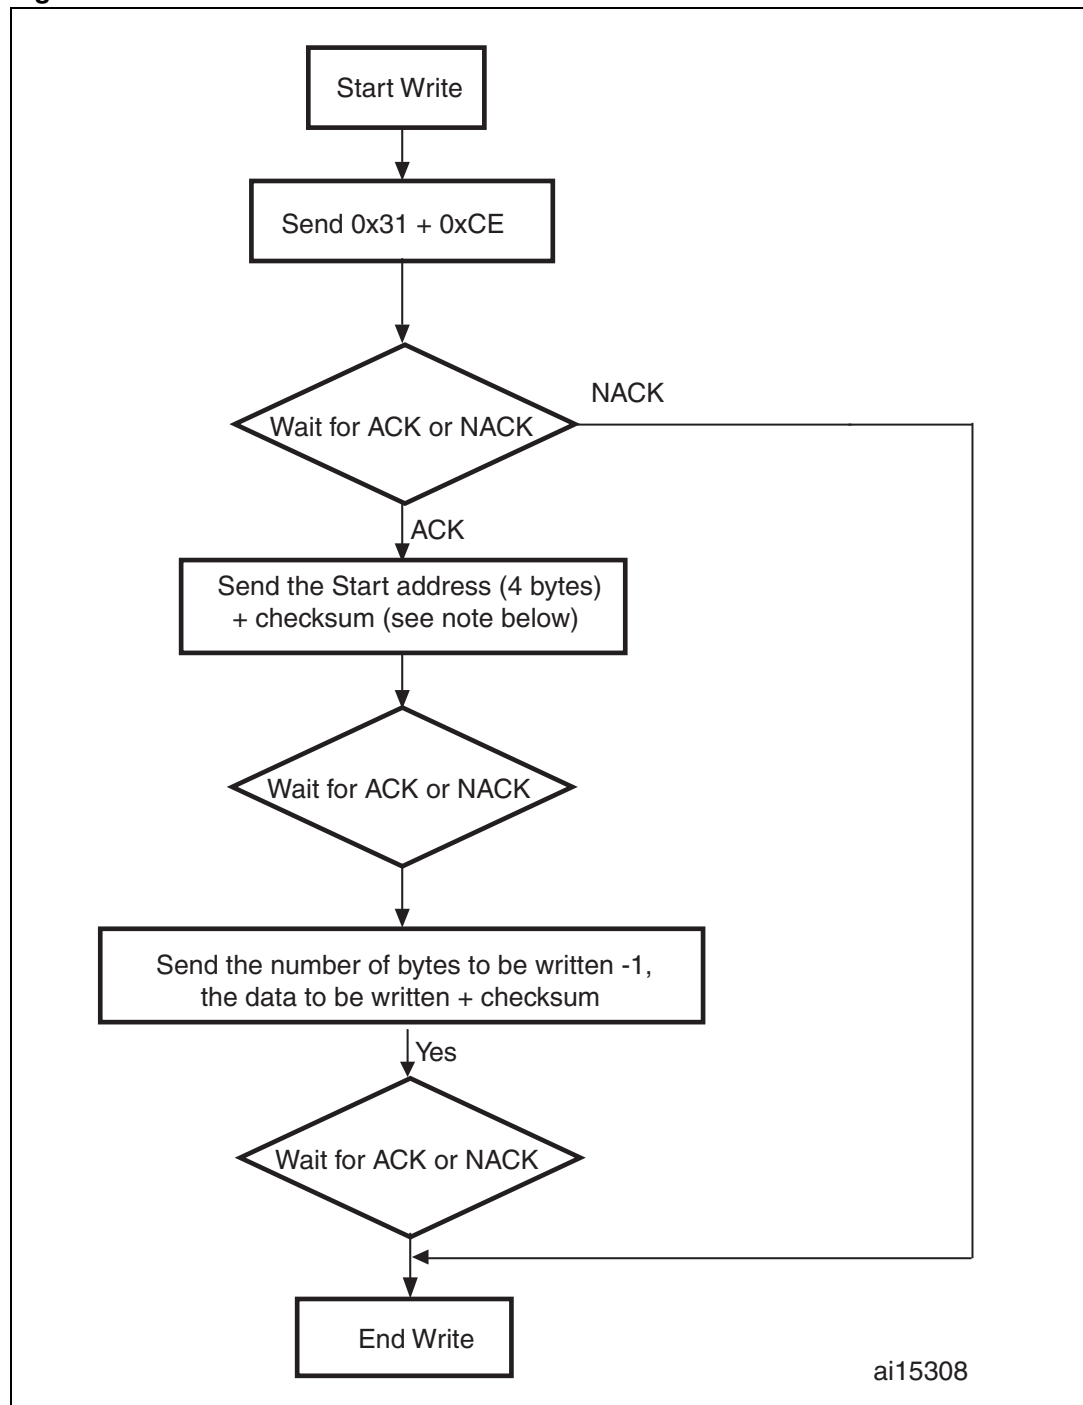 Start Write
Send 0x31 + 0xCE
NACK
Wait for ACK or NACK
ACK
Send the Start address (4 bytes)
+ checksum (see note below)
Wait for ACK or NACK
Send the number of bytes to be written -1,
the data to be written + checksum
Yes
Wait for ACK or NACK
End Write
ai15308